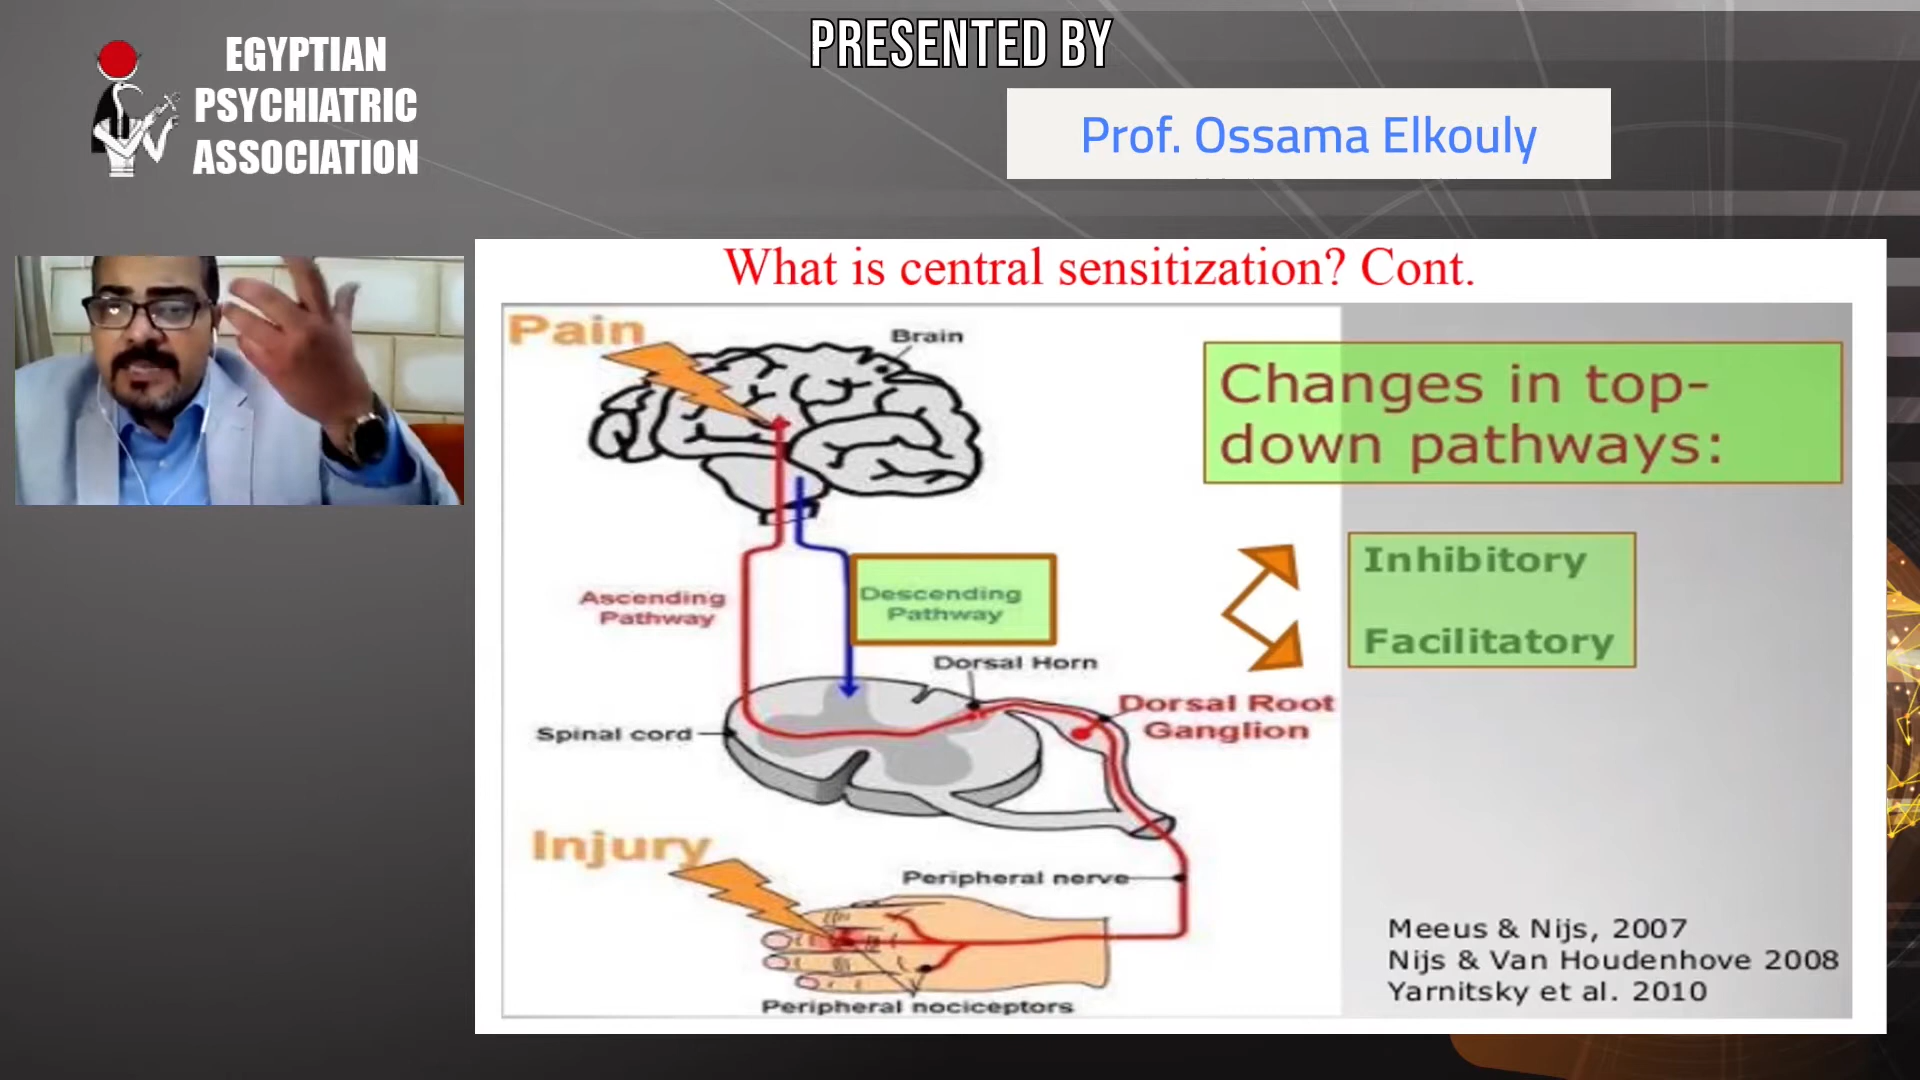 EGYPTIAN
PSYCHIATRIC
ASSOCIATION
PRESENTED BY
Prof. Ossama Elkouly
What is central sensitization? Cont.
Pain
Brain
Changes in top-
down pathways:
Ascending
Pathway
Descending
Pathway
Inhibitory
Facilitatory
Dorsal Horn
Dorsal Root
Ganglion
Spinal cord
Injury
Peripheral nerve
Peripheral nociceptors
Meeus & Nijs, 2007
Nijs & Van Houdenhove 2008
Yarnitsky et al. 2010